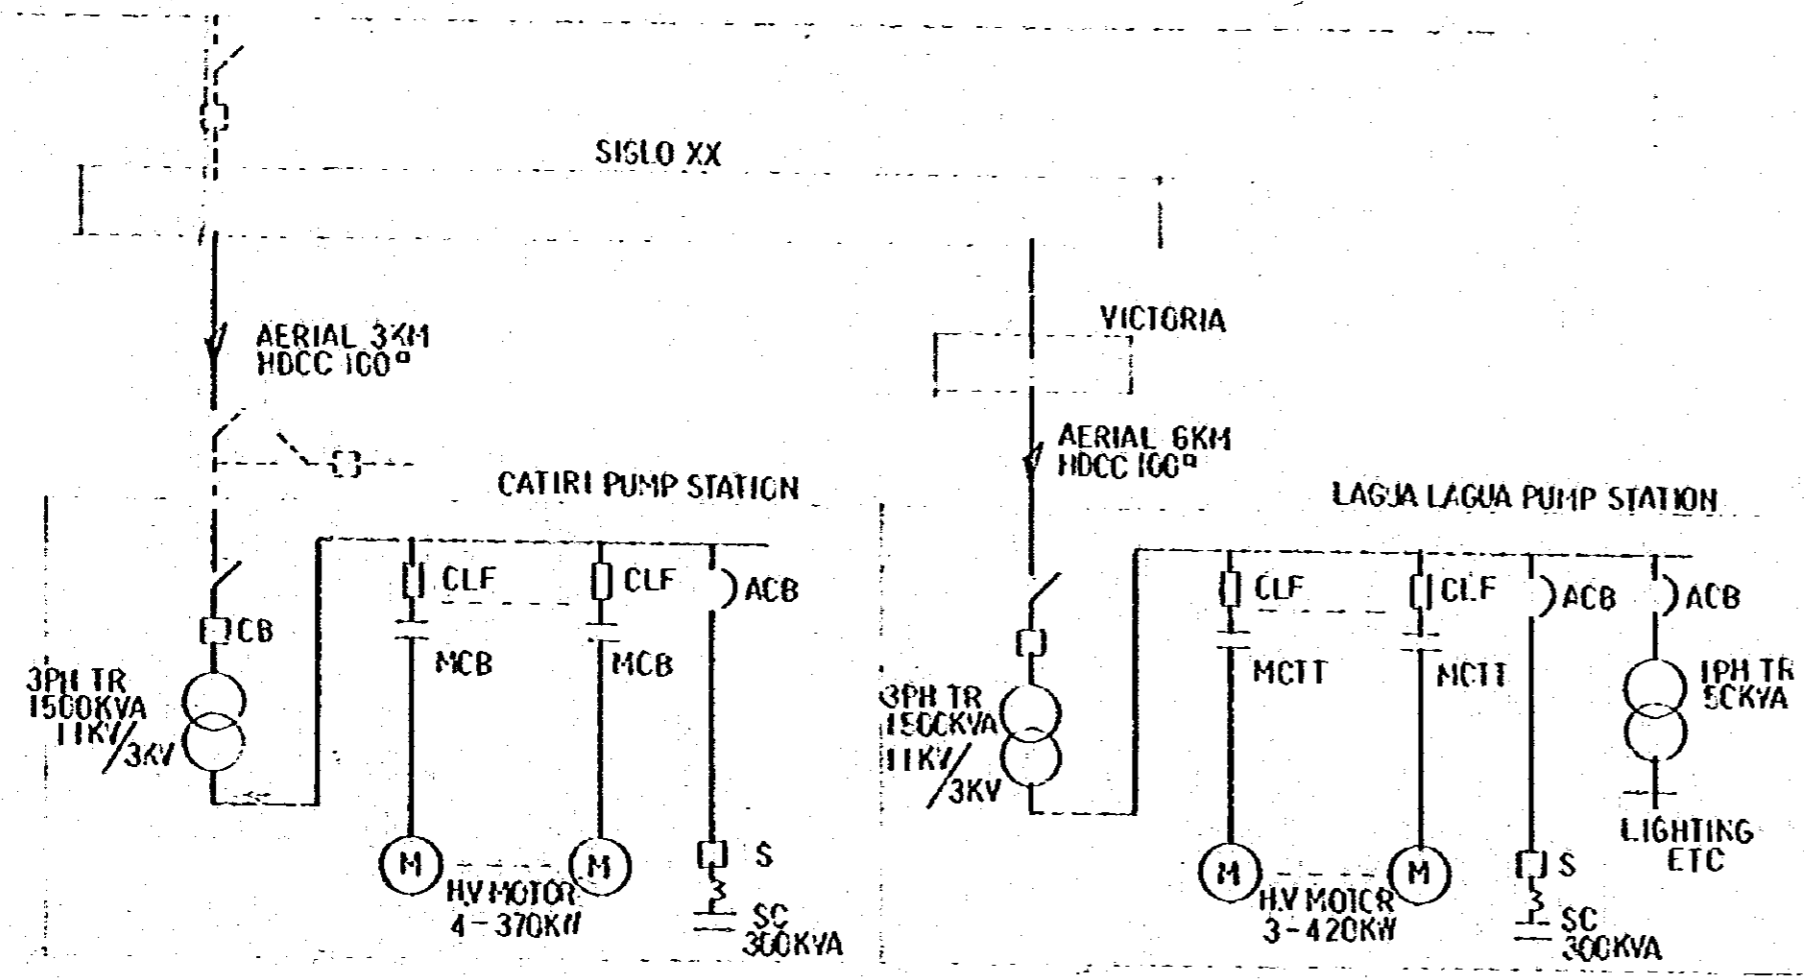 SIGLO XX
AERIAL 3KM
HDCC 100□
VICTORIA
AERIAL 6KM
HDCC 100□
CATIRI PUMP STATION
LAGUA LAGUA PUMP STATION
CLF
CLF
ACB
CB
MCB
MCB
3PH TR
1500KVA
11KV/3KV
M
M
H.V MOTOR
4-370KW
S
SC
300KVA
CLF
CLF
ACB
ACB
MCTT
MCTT
3PH TR
1500KVA
11KV/3KV
1PH TR
50KVA
LIGHTING
ETC
M
M
H.V MOTOR
3-420KW
S
SC
300KVA